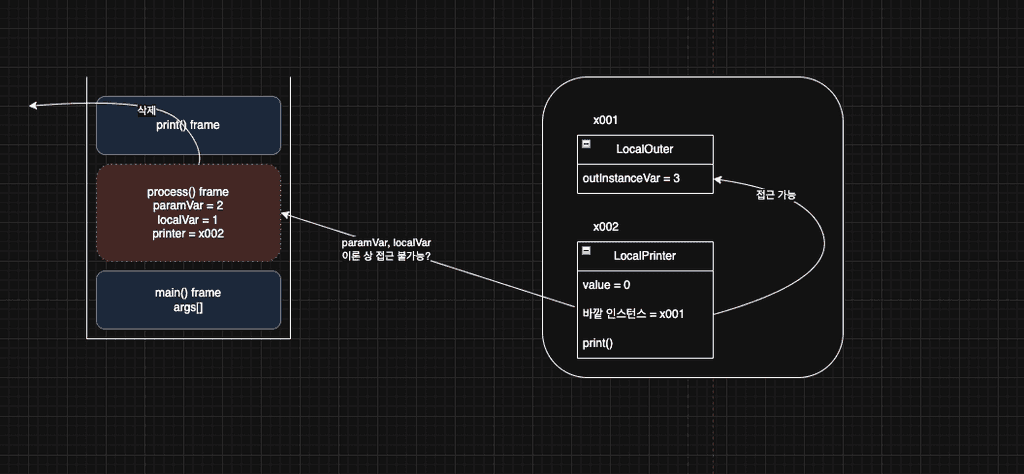 삭제
print() frame
process() frame
paramVar = 2
localVar = 1
printer = x002
main() frame
args[]
paramVar, localVar
이론 상 접근 불가능?
x001
LocalOuter
outInstanceVar = 3
접근 가능
x002
LocalPrinter
value = 0
바깥 인스턴스 = x001
print()